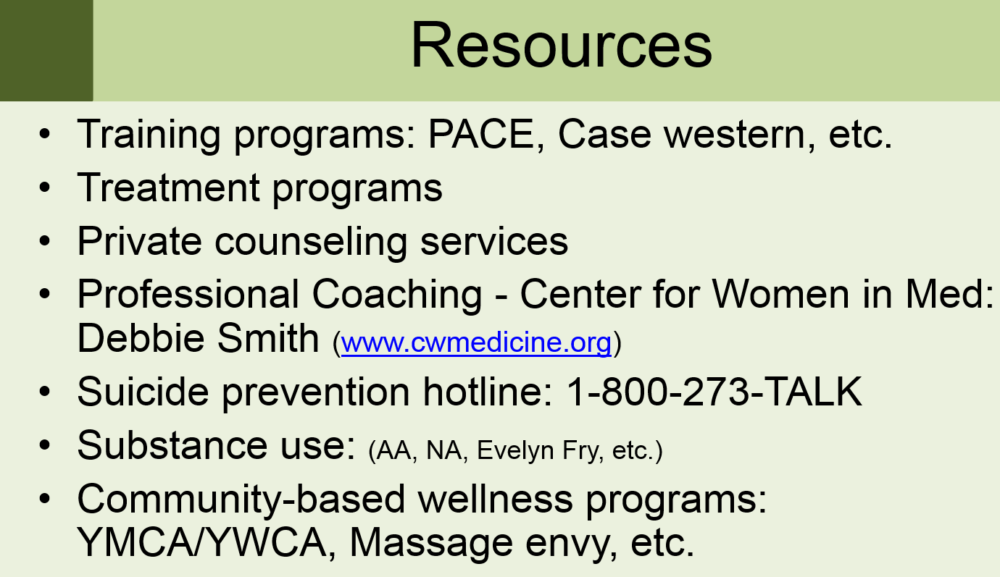 Resources
• Training programs: PACE, Case western, etc.
• Treatment programs
• Private counseling services
• Professional Coaching - Center for Women in Med:
Debbie Smith (www.cwmedicine.org)
• Suicide prevention hotline: 1-800-273-TALK
• Substance use: (AA, NA, Evelyn Fry, etc.)
• Community-based wellness programs:
YMCA/YWCA, Massage envy, etc.